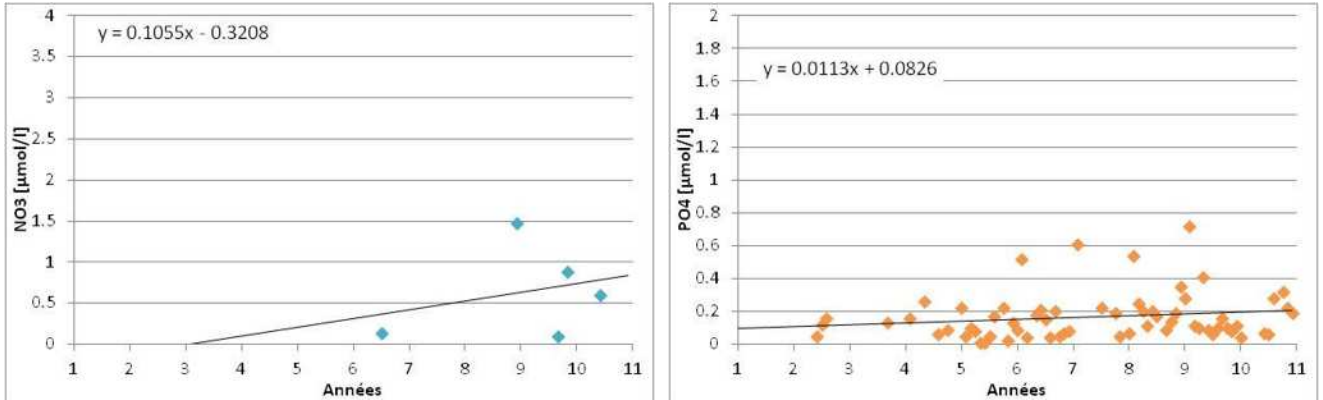 y = 0.1055x - 0.3208
NO3 [µmol/l]
4
3.5
3
2.5
2
1.5
1
0.5
0
1 2 3 4 5 6 7 8 9 10 11
Années
y = 0.0113x + 0.0826
PO4 [µmol/l]
2
1.8
1.6
1.4
1.2
1
0.8
0.6
0.4
0.2
0
1 2 3 4 5 6 7 8 9 10 11
Années